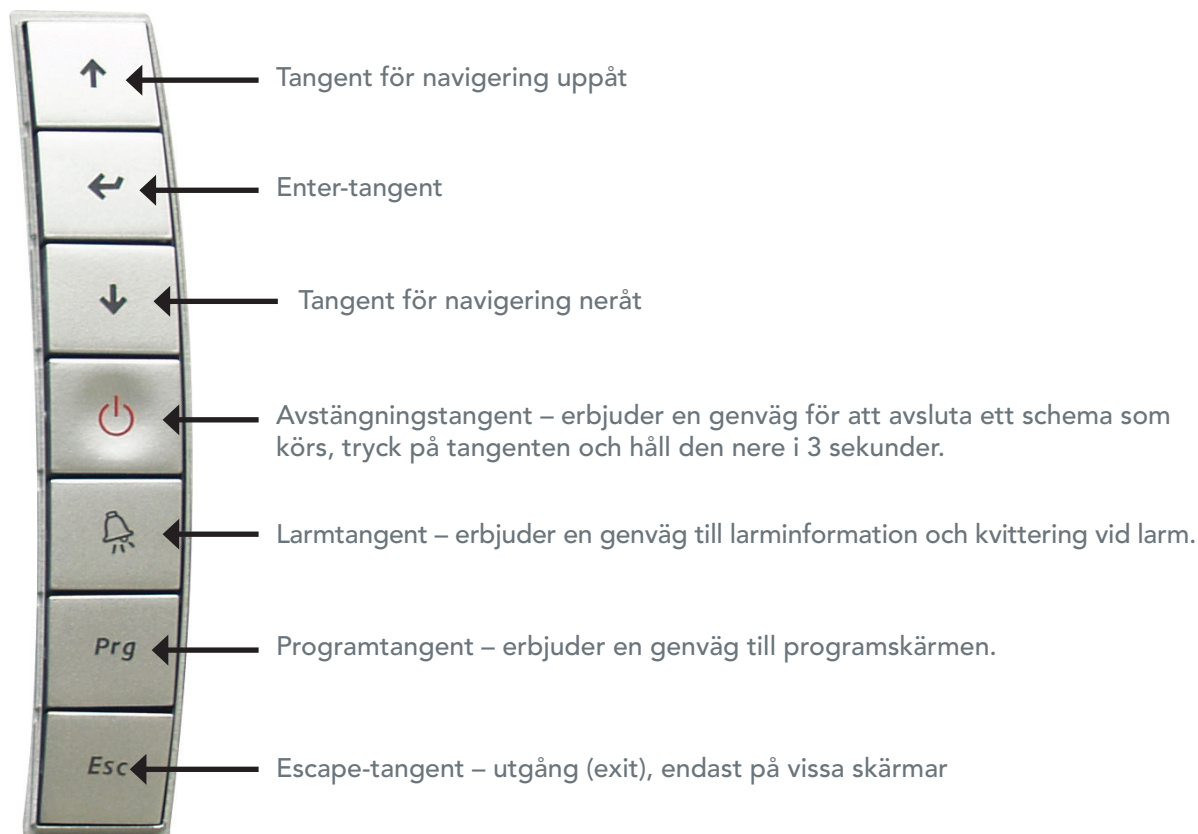 Tangent för navigering uppåt
Enter-tangent
Tangent för navigering neråt
Avstängningstangent – erbjuder en genväg för att avsluta ett schema som
körs, tryck på tangenten och håll den nere i 3 sekunder.
Larmtangent – erbjuder en genväg till larminformation och kvittering vid larm.
Prg
Programtangent – erbjuder en genväg till programskärmen.
Esc
Escape-tangent – utgång (exit), endast på vissa skärmar